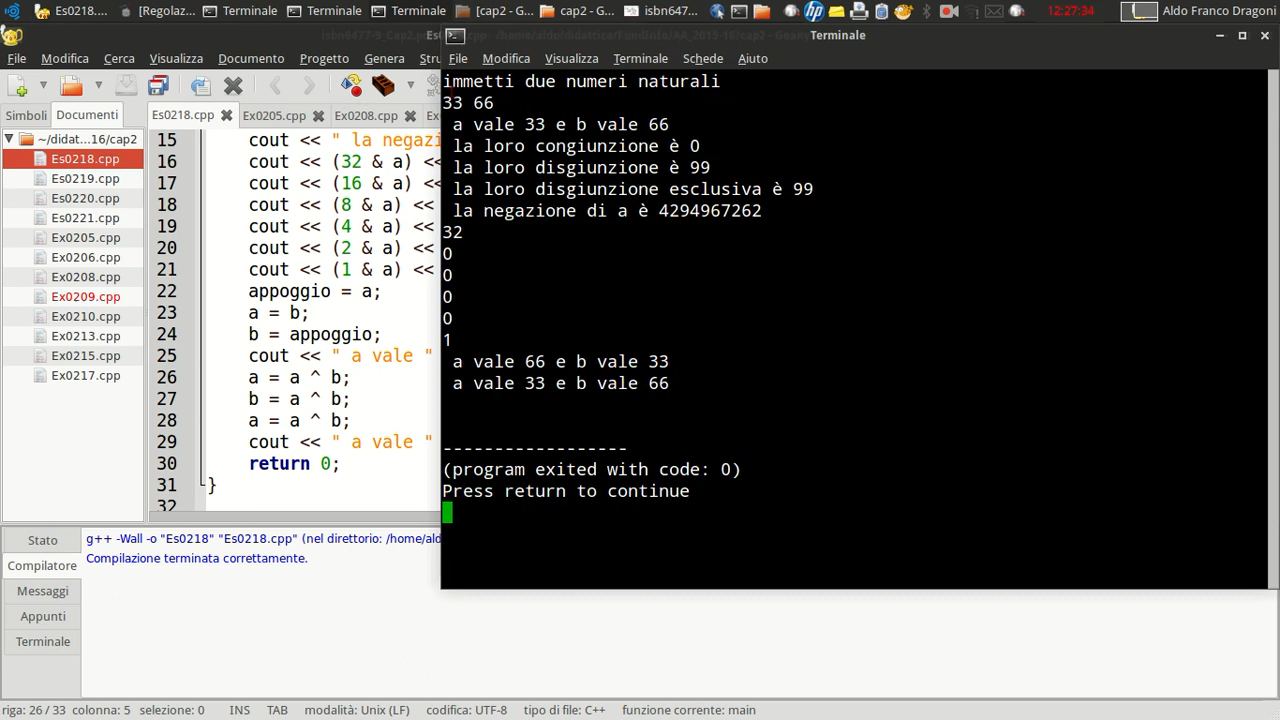 Es0218....
[Regolaz...
Terminale
Terminale
Terminale
[cap2 - G...
cap2 - G...
isbn647...
12:27:34
Aldo Franco Dragoni
Terminale
File Modifica Cerca Visualizza Documento Progetto Genera
File Modifica Visualizza Terminale Schede Aiuto
Simboli Documenti
Es0218.cpp Ex0205.cpp Ex0208.cpp
~/didat...16/cap2
Es0218.cpp
Es0219.cpp
Es0220.cpp
Es0221.cpp
Ex0205.cpp
Ex0206.cpp
Ex0208.cpp
Ex0209.cpp
Ex0210.cpp
Ex0213.cpp
Ex0215.cpp
Ex0217.cpp
15 cout << " la negazi
16 cout << (32 & a) <<
17 cout << (16 & a) <<
18 cout << (8 & a) <<
19 cout << (4 & a) <<
20 cout << (2 & a) <<
21 cout << (1 & a) <<
22 appoggio = a;
23 a = b;
24 b = appoggio;
25 cout << " a vale "
26 a = a ^ b;
27 b = a ^ b;
28 a = a ^ b;
29 cout << " a vale "
30 return 0;
31 }
32
immetti due numeri naturali
33 66
a vale 33 e b vale 66
la loro congiunzione è 0
la loro disgiunzione è 99
la loro disgiunzione esclusiva è 99
la negazione di a è 4294967262
32
0
0
0
0
1
a vale 66 e b vale 33
a vale 33 e b vale 66
------------------
(program exited with code: 0)
Press return to continue
Stato
Compilatore
Messaggi
Appunti
Terminale
g++ -Wall -o "Es0218" "Es0218.cpp" (nel direttorio: /home/ald
Compilazione terminata correttamente.
riga: 26 / 33 colonna: 5 selezione: 0 INS TAB modalità: Unix (LF) codifica: UTF-8 tipo di file: C++ funzione corrente: main